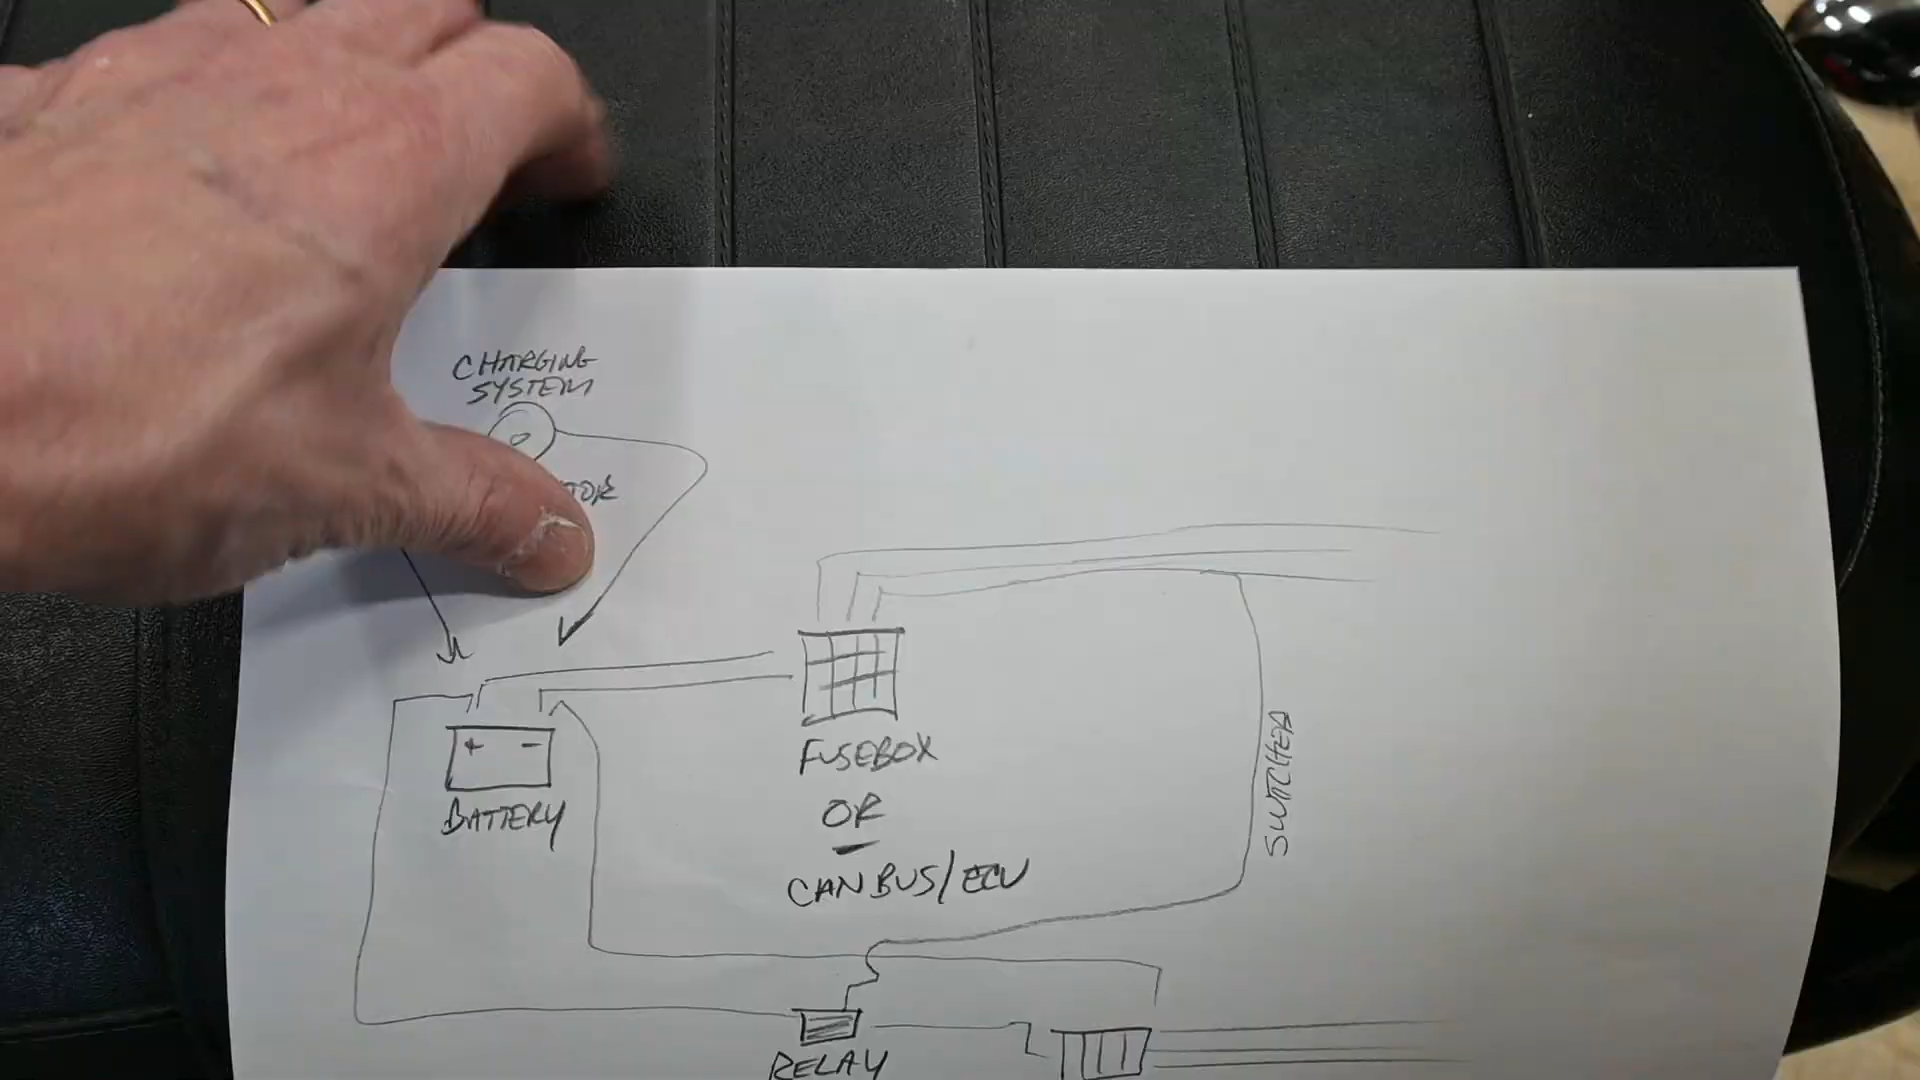 CHARGING
SYSTEM
+ -
BATTERY
FUSEBOX
OR
CANBUS/ECU
SWITCHED
RELAY